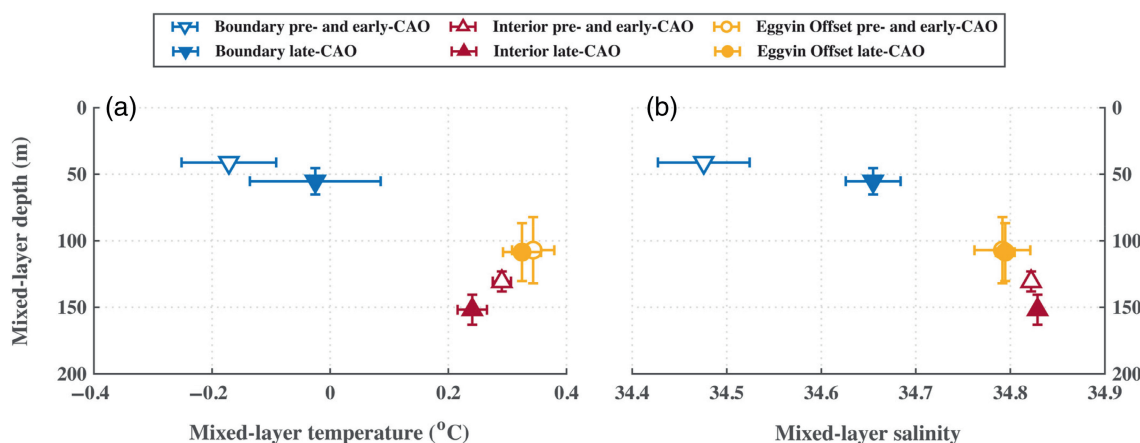 Boundary pre- and early-CAO Interior pre- and early-CAO Eggvin Offset pre- and early-CAO
Boundary late-CAO Interior late-CAO Eggvin Offset late-CAO
(a) (b)
0 0
50 50
100 100
150 150
200 200
−0.4 −0.2 0 0.2 0.4 34.4 34.5 34.6 34.7 34.8 34.9
Mixed-layer depth (m)
Mixed-layer temperature (°C) Mixed-layer salinity